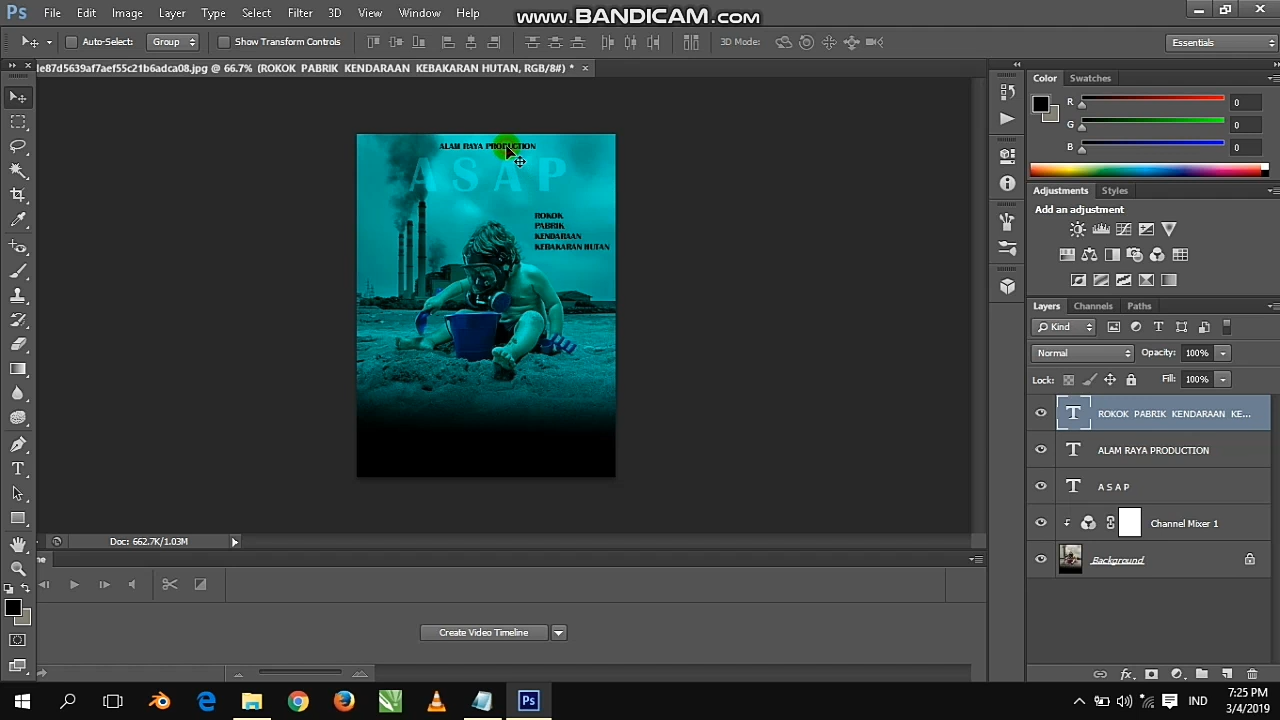 www.BANDICAM.com
Ps File Edit Image Layer Type Select Filter 3D View Window Help
Auto-Select: Group Show Transform Controls 3D Mode: Essentials
de87d5639af7aef55c21b6adca08.jpg @ 66.7% (ROKOK PABRIK KENDARAAN KEBAKARAN HUTAN, RGB/8#) *
Color Swatches
R 0
G 0
B 0
Adjustments Styles
Add an adjustment
Layers Channels Paths
Kind
Normal Opacity: 100%
Lock: Fill: 100%
ROKOK PABRIK KENDARAAN KE...
ALAM RAYA PRODUCTION
A S A P
Channel Mixer 1
Background
ALAM RAYA PRODUCTION
A S A P
ROKOK
PABRIK
KENDARAAN
KEBAKARAN HUTAN
Doc: 662.7K/1.03M
Create Video Timeline
IND
7:25 PM
3/4/2019